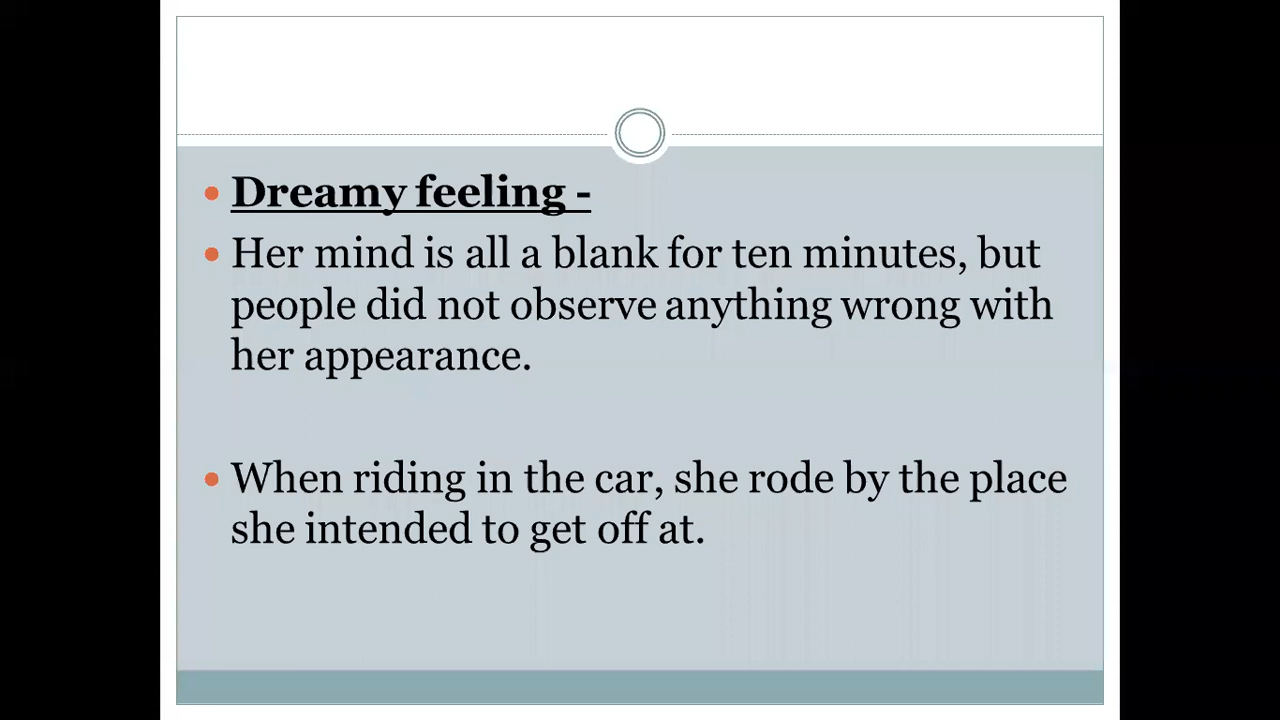 Dreamy feeling -
Her mind is all a blank for ten minutes, but
people did not observe anything wrong with
her appearance.
When riding in the car, she rode by the place
she intended to get off at.